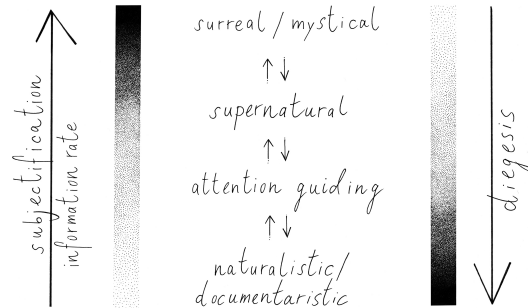 surreal / mystical
supernatural
attention guiding
naturalistic/
documentaristic
subjectification
information rate
diegesis